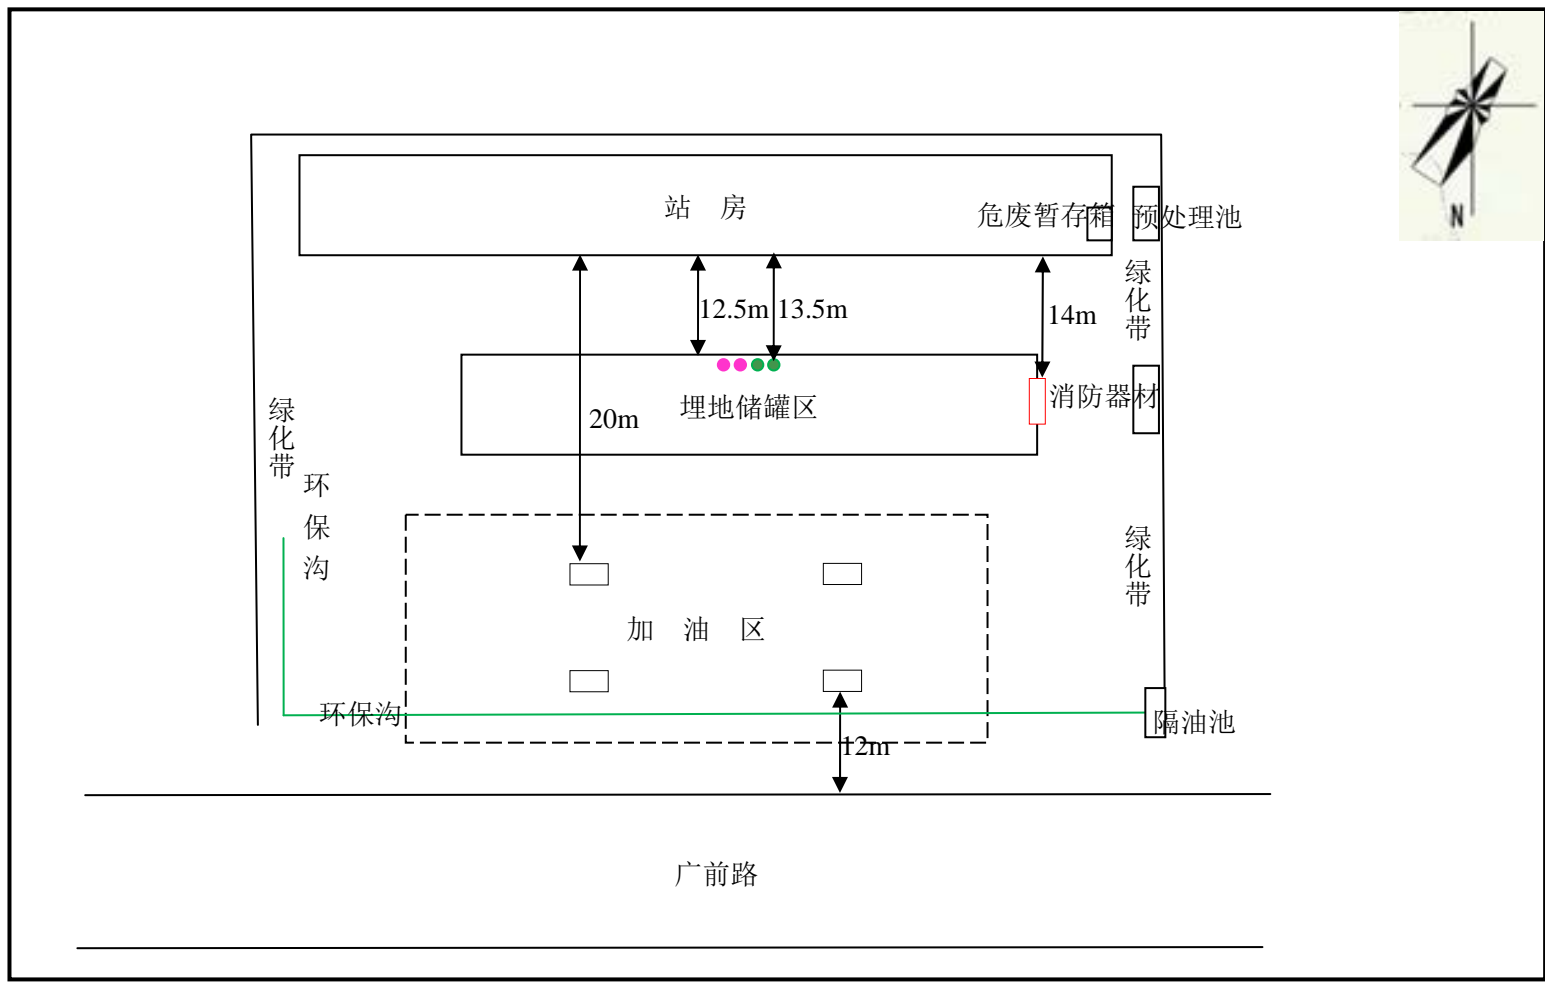 N
站 房
危废暂存箱
预处理池
绿化带
12.5m
13.5m
14m
消防器材
埋地储罐区
20m
绿化带
环保沟
绿化带
加 油 区
环保沟
隔油池
12m
广前路